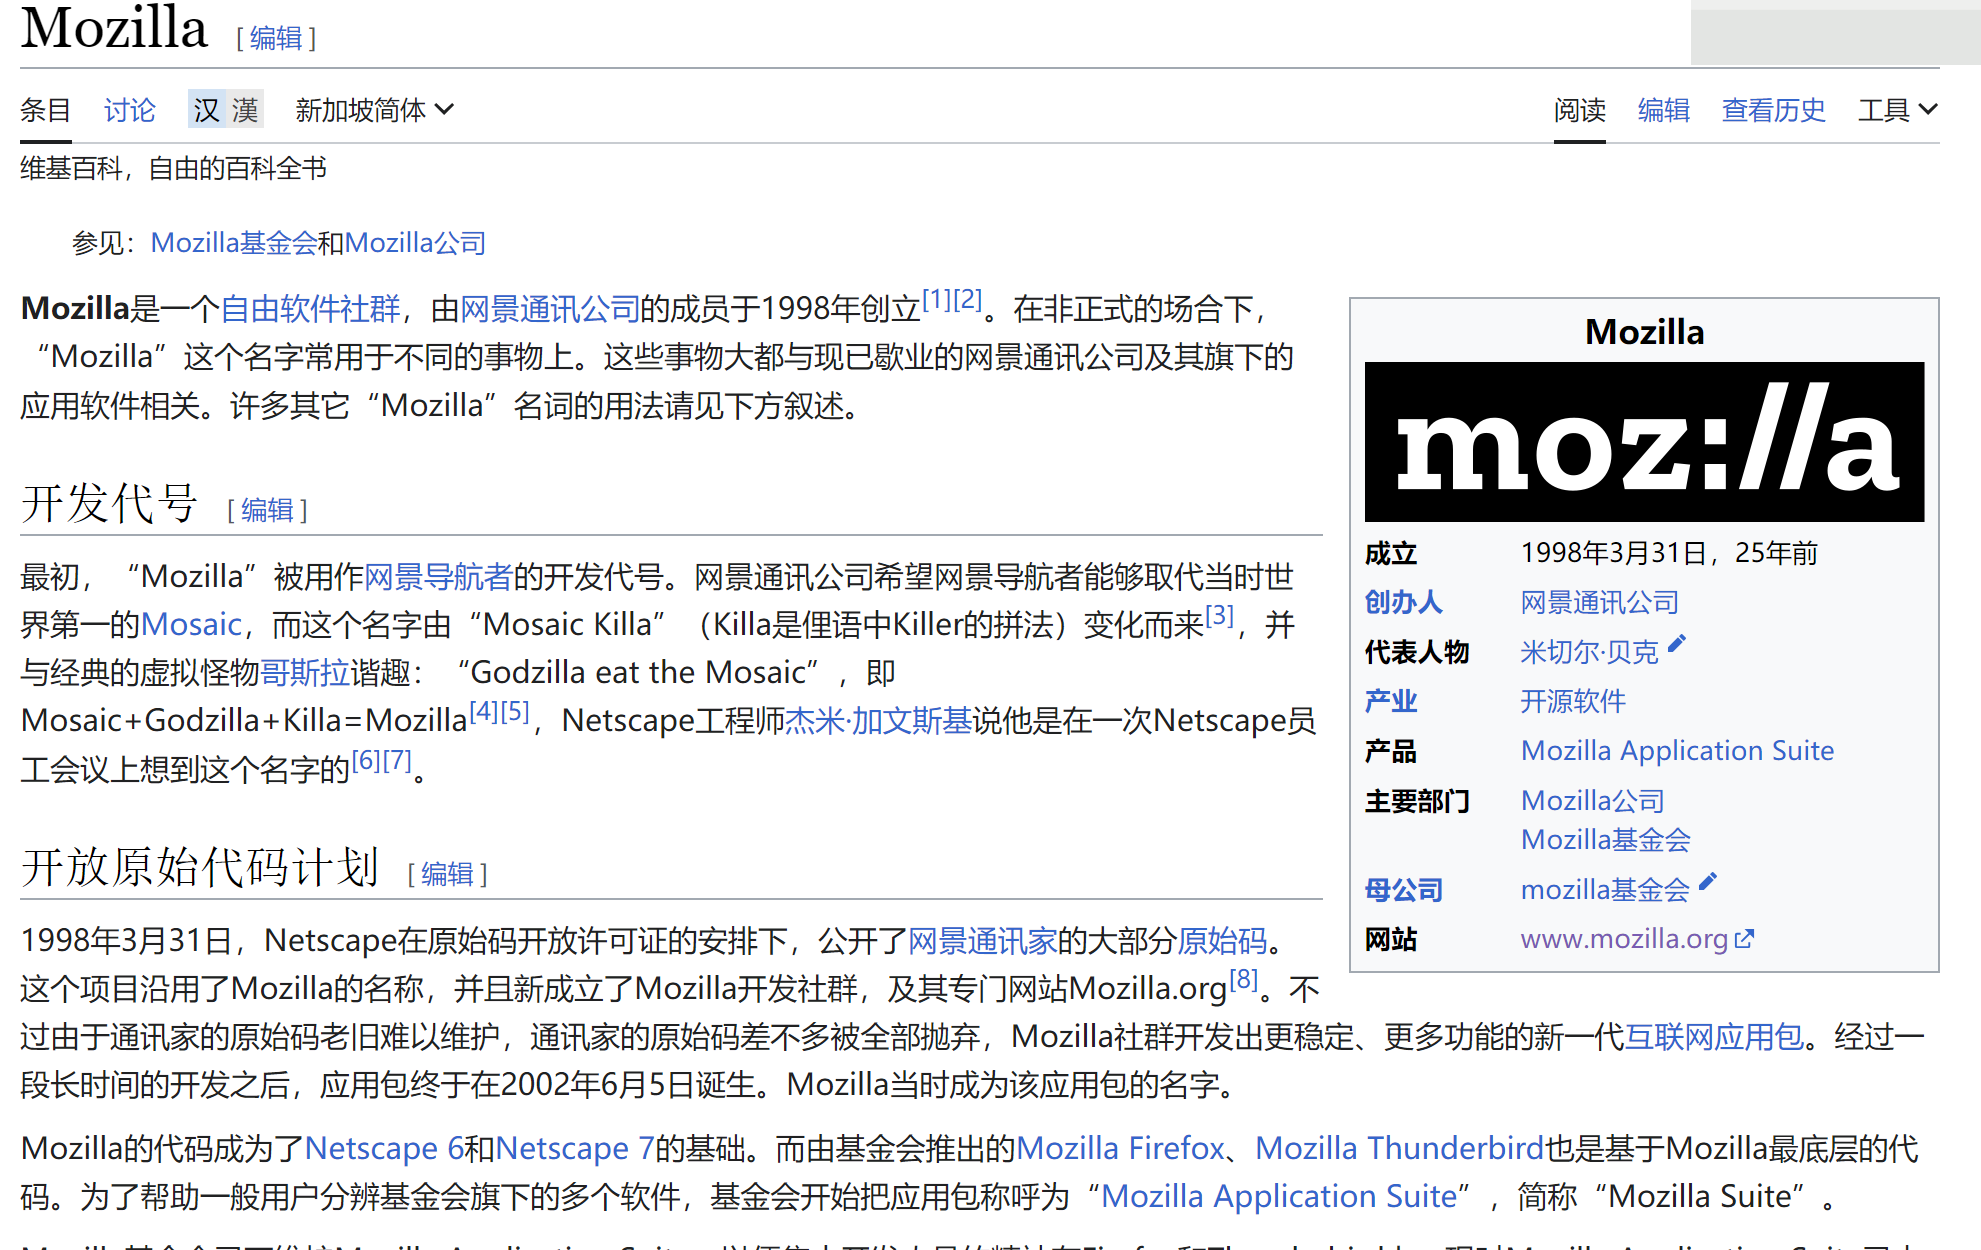 Mozilla [编辑]
条目 讨论 汉 漢 新加坡简体 阅读 编辑 查看历史 工具
维基百科，自由的百科全书
参见：Mozilla基金会和Mozilla公司
Mozilla是一个自由软件社群，由网景通讯公司的成员于1998年创立[1][2]。在非正式的场合下，
“Mozilla”这个名字常用于不同的事物上。这些事物大都与现已歇业的网景通讯公司及其旗下的
应用软件相关。许多其它“Mozilla”名词的用法请见下方叙述。
开发代号 [编辑]
最初，“Mozilla”被用作网景导航者的开发代号。网景通讯公司希望网景导航者能够取代当时世
界第一的Mosaic，而这个名字由“Mosaic Killa”（Killa是俚语中Killer的拼法）变化而来[3]，并
与经典的虚拟怪物哥斯拉谐趣：“Godzilla eat the Mosaic”，即
Mosaic+Godzilla+Killa=Mozilla[4][5]，Netscape工程师杰米·加文斯基说他是在一次Netscape员
工会议上想到这个名字的[6][7]。
开放原始代码计划 [编辑]
1998年3月31日，Netscape在原始码开放许可证的安排下，公开了网景通讯家的大部分原始码。
这个项目沿用了Mozilla的名称，并且新成立了Mozilla开发社群，及其专门网站Mozilla.org[8]。不
过由于通讯家的原始码老旧难以维护，通讯家的原始码差不多被全部抛弃，Mozilla社群开发出更稳定、更多功能的新一代互联网应用包。经过一
段长时间的开发之后，应用包终于在2002年6月5日诞生。Mozilla当时成为该应用包的名字。
Mozilla的代码成为了Netscape 6和Netscape 7的基础。而由基金会推出的Mozilla Firefox、Mozilla Thunderbird也是基于Mozilla最底层的代
码。为了帮助一般用户分辨基金会旗下的多个软件，基金会开始把应用包称呼为“Mozilla Application Suite”，简称“Mozilla Suite”。
Mozilla
moz://a
成立 1998年3月31日，25年前
创办人 网景通讯公司
代表人物 米切尔·贝克
产业 开源软件
产品 Mozilla Application Suite
主要部门 Mozilla公司
Mozilla基金会
母公司 mozilla基金会
网站 www.mozilla.org